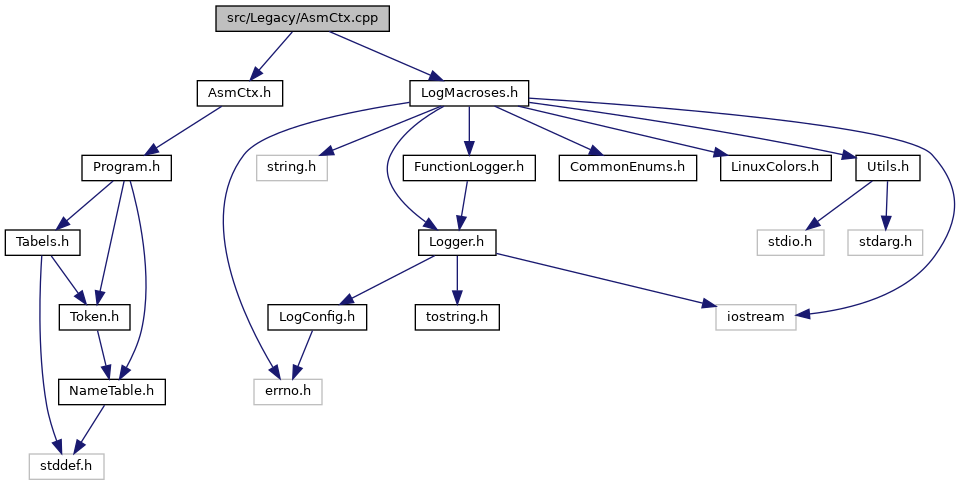 src/Legacy/AsmCtx.cpp
AsmCtx.h
LogMacroses.h
Program.h
string.h
FunctionLogger.h
CommonEnums.h
LinuxColors.h
Utils.h
Tabels.h
Logger.h
stdio.h
stdarg.h
Token.h
LogConfig.h
tostring.h
iostream
NameTable.h
errno.h
stddef.h